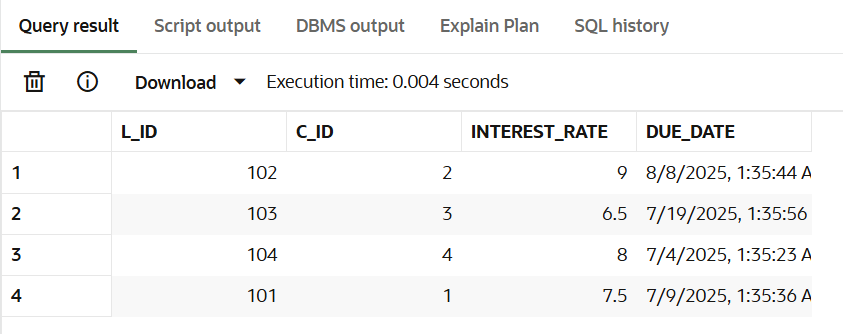 Query result Script output DBMS output Explain Plan SQL history
Download Execution time: 0.004 seconds
L_ID C_ID INTEREST_RATE DUE_DATE
1 102 2 9 8/8/2025, 1:35:44 A
2 103 3 6.5 7/19/2025, 1:35:56
3 104 4 8 7/4/2025, 1:35:23 A
4 101 1 7.5 7/9/2025, 1:35:36 A